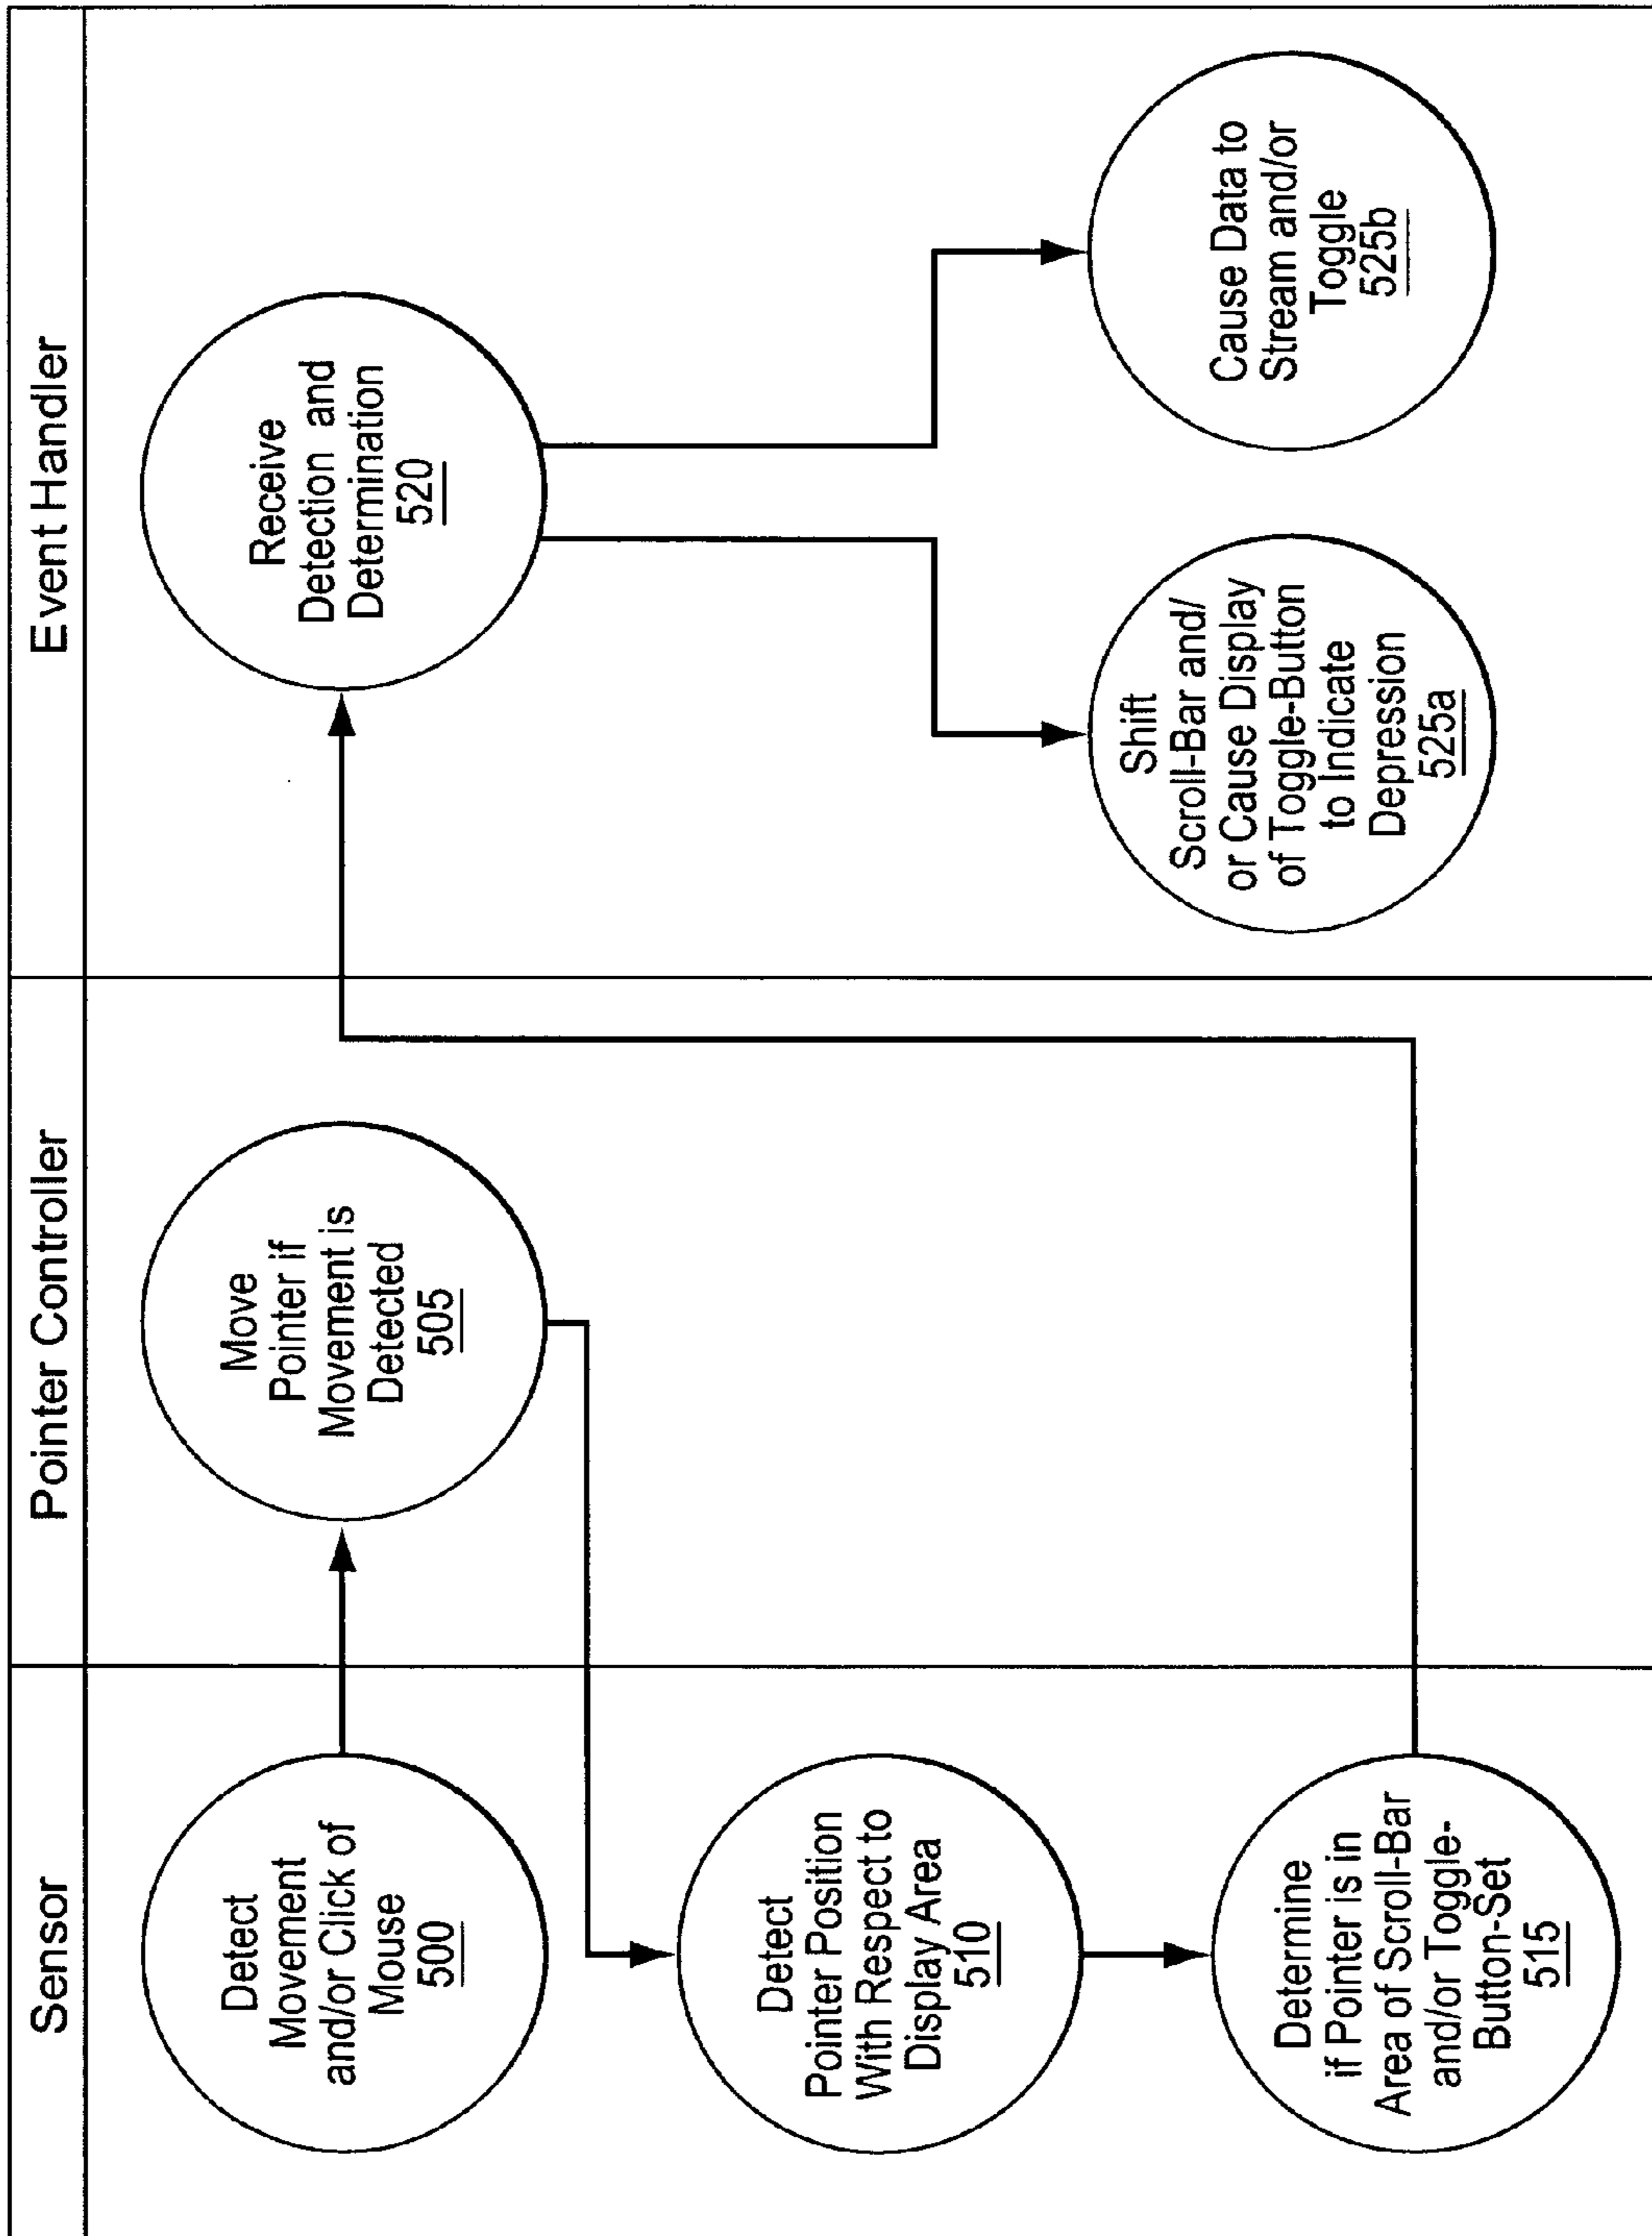 Sensor
Pointer Controller
Event Handler
Detect
Movement
and/or Click of
Mouse
500
Move
Pointer if
Movement is
Detected
505
Detect
Pointer Position
With Respect to
Display Area
510
Determine
if Pointer is in
Area of Scroll-Bar
and/or Toggle-
Button-Set
515
Receive
Detection and
Determination
520
Shift
Scroll-Bar and/
or Cause Display
of Toggle-Button
to Indicate
Depression
525a
Cause Data to
Stream and/or
Toggle
525b